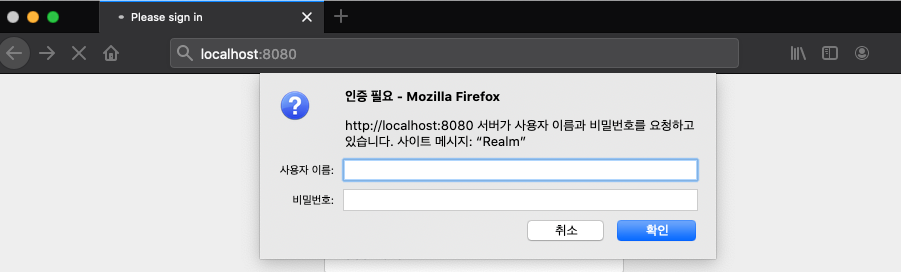 Please sign in
localhost:8080
인증 필요 - Mozilla Firefox
http://localhost:8080 서버가 사용자 이름과 비밀번호를 요청하고
있습니다. 사이트 메시지: “Realm”
사용자 이름:
비밀번호:
취소
확인